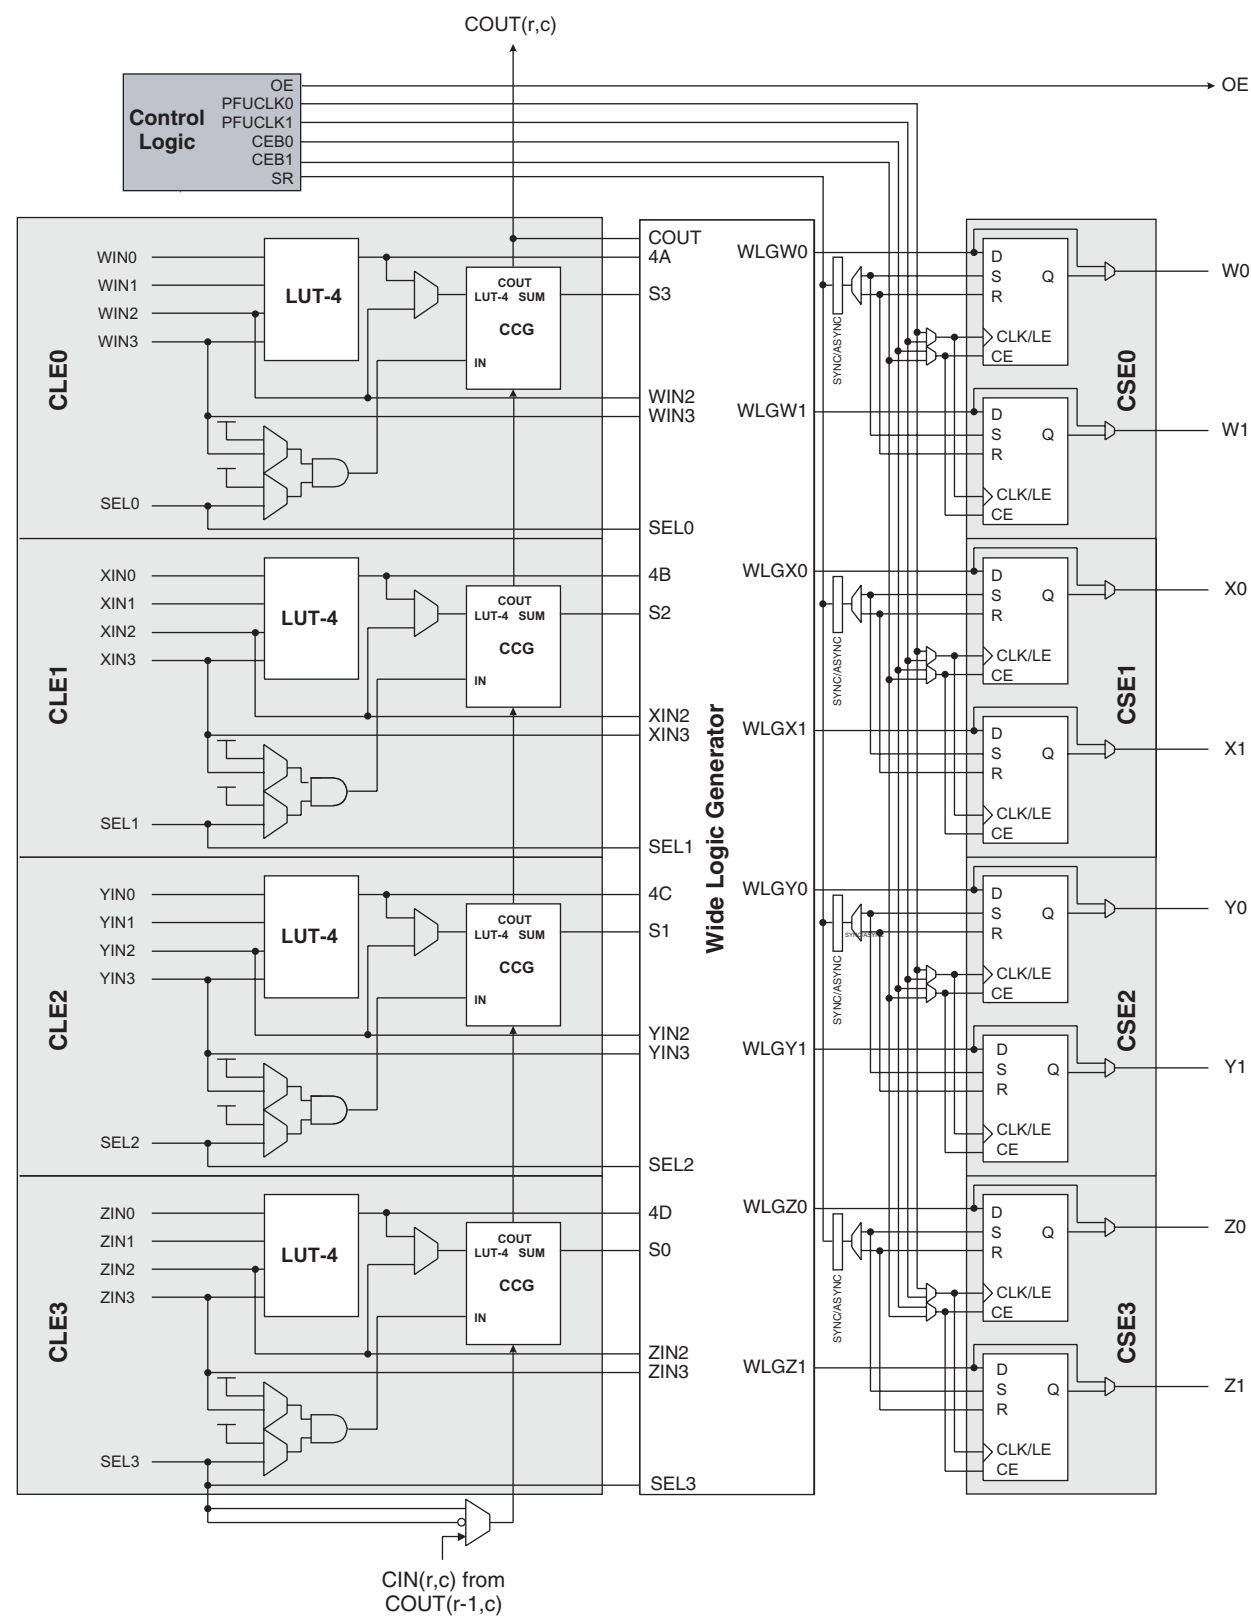 COUT(r,c)
Control
Logic
OE
PFUCLK0
PFUCLK1
CEB0
CEB1
SR
OE
CLE0
WIN0
WIN1
WIN2
WIN3
SEL0
LUT-4
COUT
LUT-4 SUM
CCG
IN
CLE1
XIN0
XIN1
XIN2
XIN3
SEL1
LUT-4
COUT
LUT-4 SUM
CCG
IN
CLE2
YIN0
YIN1
YIN2
YIN3
SEL2
LUT-4
COUT
LUT-4 SUM
CCG
IN
CLE3
ZIN0
ZIN1
ZIN2
ZIN3
SEL3
LUT-4
COUT
LUT-4 SUM
CCG
IN
CIN(r,c) from
COUT(r-1,c)
Wide Logic Generator
COUT
4A
S3
WIN2
WIN3
SEL0
4B
S2
XIN2
XIN3
SEL1
4C
S1
YIN2
YIN3
SEL2
4D
S0
ZIN2
ZIN3
SEL3
WLGW0
WLGW1
WLGX0
WLGX1
WLGY0
WLGY1
WLGZ0
WLGZ1
SYNC/ASYNC
SYNC/ASYNC
SYNC/ASYNC
SYNC/ASYNC
SYNC/ASYNC
CSE0
D
S
R
Q
CLK/LE
CE
W0
D
S
R
Q
CLK/LE
CE
W1
CSE1
D
S
R
Q
CLK/LE
CE
X0
D
S
R
Q
CLK/LE
CE
X1
CSE2
D
S
R
Q
CLK/LE
CE
Y0
D
S
R
Q
CLK/LE
CE
Y1
CSE3
D
S
R
Q
CLK/LE
CE
Z0
D
S
R
Q
CLK/LE
CE
Z1